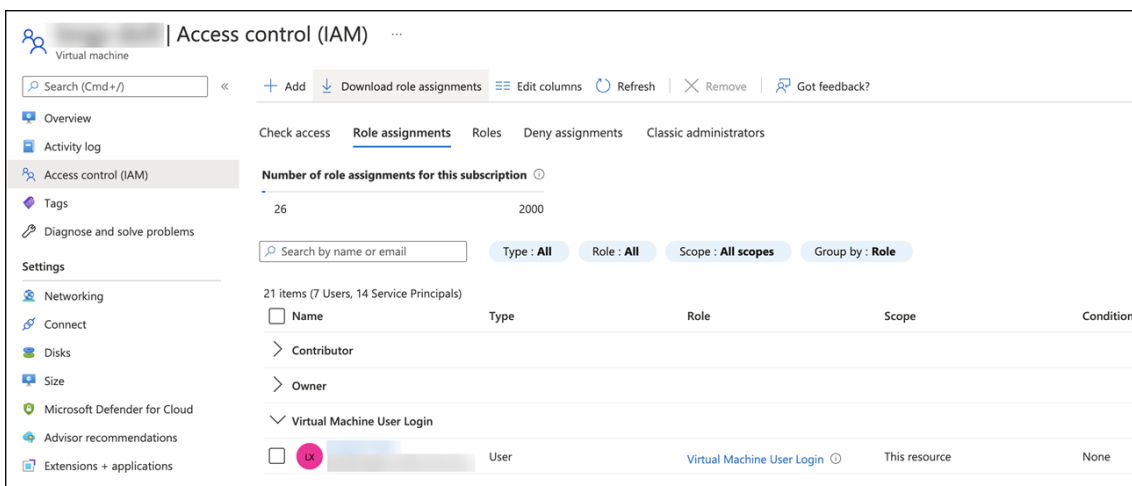 | Access control (IAM) ...
Virtual machine
Search (Cmd+/) «
Add Download role assignments Edit columns Refresh Remove Got feedback?
Overview
Activity log
Access control (IAM)
Tags
Diagnose and solve problems
Settings
Networking
Connect
Disks
Size
Microsoft Defender for Cloud
Advisor recommendations
Extensions + applications
Check access Role assignments Roles Deny assignments Classic administrators
Number of role assignments for this subscription
26 2000
Search by name or email Type : All Role : All Scope : All scopes Group by : Role
21 items (7 Users, 14 Service Principals)
Name Type Role Scope Condition
Contributor
Owner
Virtual Machine User Login
LX User Virtual Machine User Login This resource None